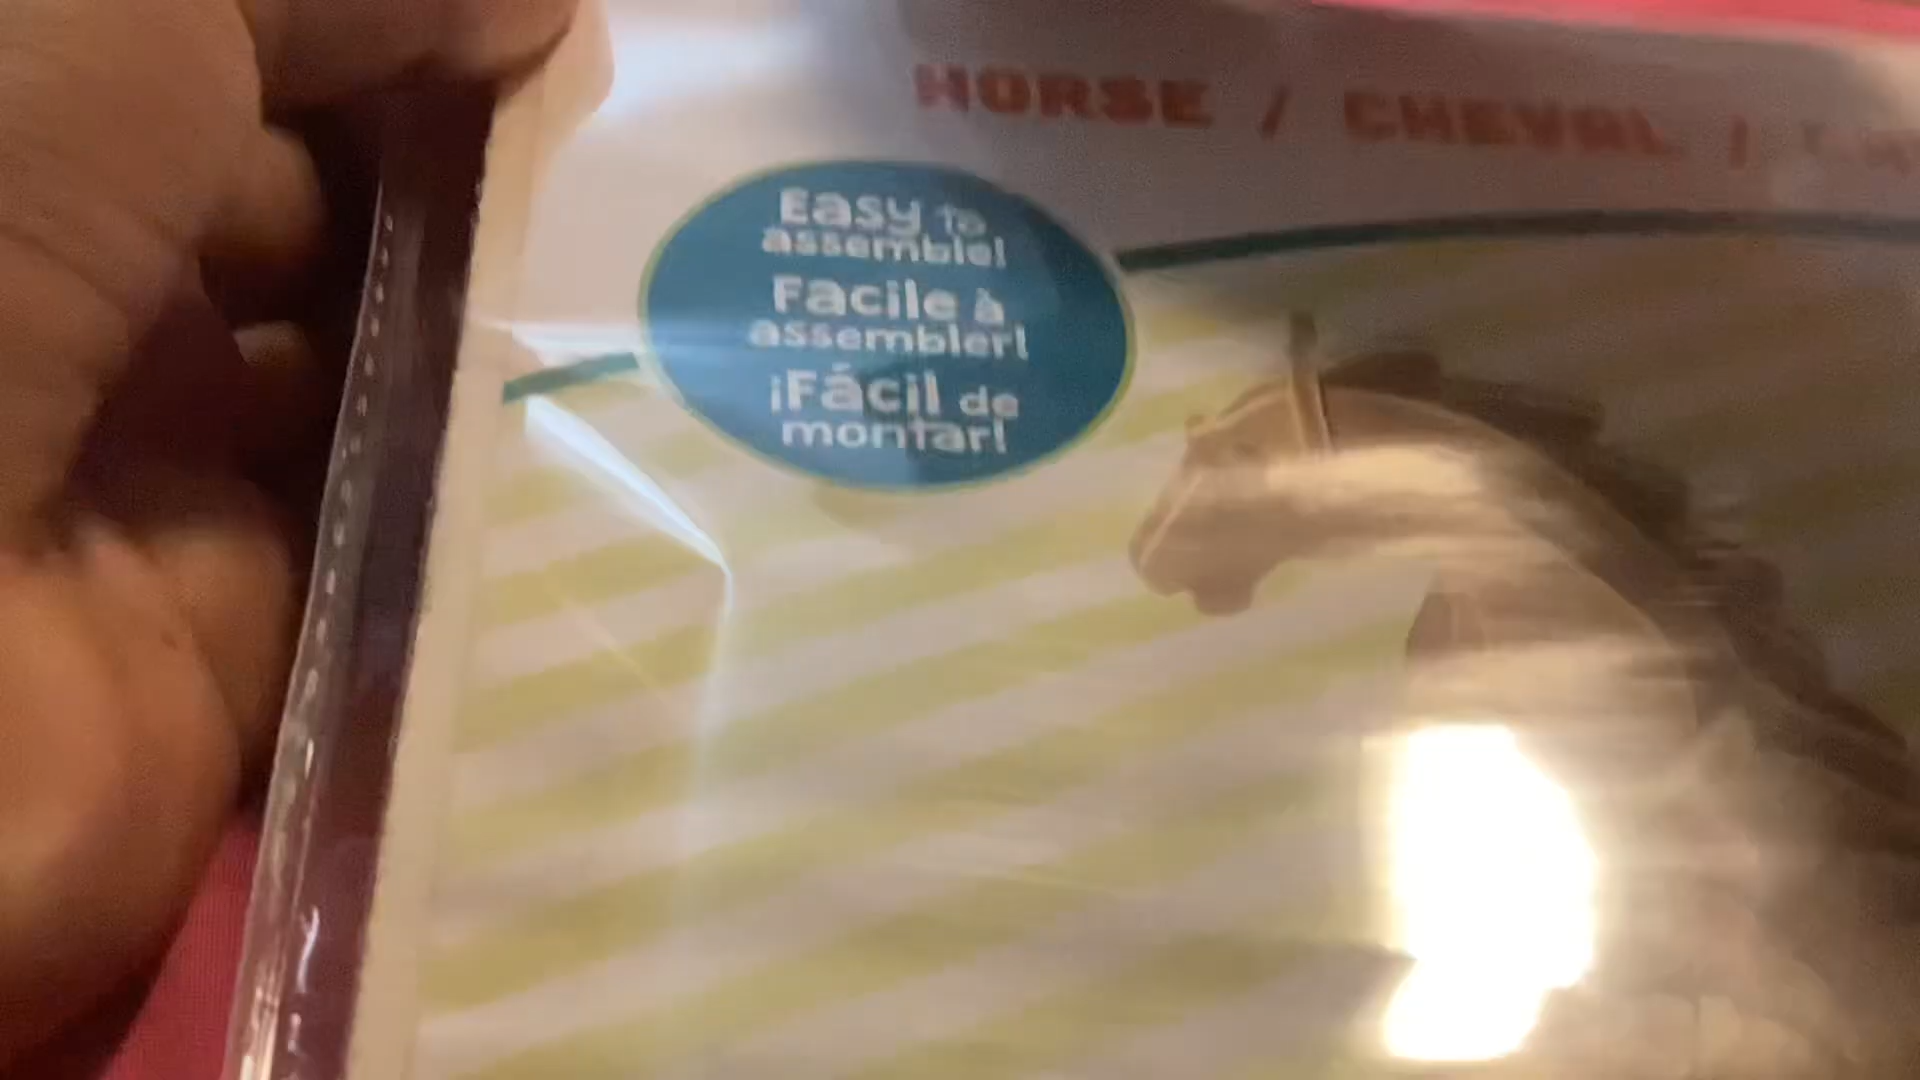 HORSE / CHEVAL /
Easy to
assemble!
Facile à
assembler!
¡Fácil de
montar!